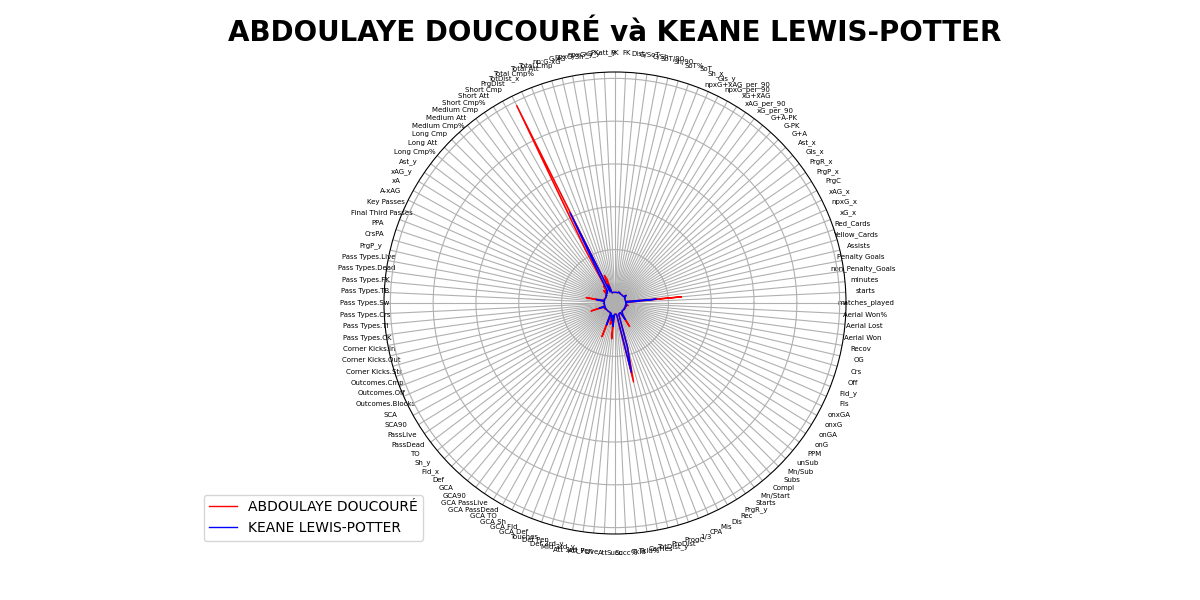 ABDOULAYE DOUCOURÉ và KEANE LEWIS-POTTER
Total Cmp%
TotDist_x
PrgDist
Short Cmp
Short Att
Short Cmp%
Medium Cmp
Medium Att
Medium Cmp%
Long Cmp
Long Att
Long Cmp%
Ast_y
xAG_y
xA
A-xAG
Key Passes
Final Third Passes
PPA
CrsPA
PrgP_y
Pass Types.Live
Pass Types.Dead
Pass Types.FK
Pass Types.TB
Pass Types.Sw
Pass Types.Crs
Pass Types.TI
Pass Types.CK
Corner Kicks.In
Corner Kicks.Out
Corner Kicks.Str
Outcomes.Cmp
Outcomes.Off
Outcomes.Blocks
SCA
SCA90
PassLive
PassDead
TO
Sh_y
Fld_x
Def
GCA
GCA90
GCA PassLive
GCA PassDead
GCA TO
GCA Sh
GCA Fld
GCA Def
Touches
FK
SoT
Sh_x
Gls_y
npxG+xAG_per_90
npxG_per_90
xG+xAG
xAG_per_90
xG_per_90
G+A-PK
G-PK
G+A
Ast_x
Gls_x
PrgR_x
PrgP_x
PrgC
xAG_x
npxG_x
xG_x
Red_Cards
Yellow_Cards
Assists
Penalty Goals
non_Penalty_Goals
minutes
starts
matches_played
Aerial Won%
Aerial Lost
Aerial Won
Recov
OG
Crs
Off
Fld_y
Fls
onxGA
onxG
onGA
onG
PPM
unSub
Mn/Sub
Subs
Compl
Mn/Start
Starts
PrgR_y
Rec
Dis
Mis
CPA
1/3
ProgC
ABDOULAYE DOUCOURÉ
KEANE LEWIS-POTTER